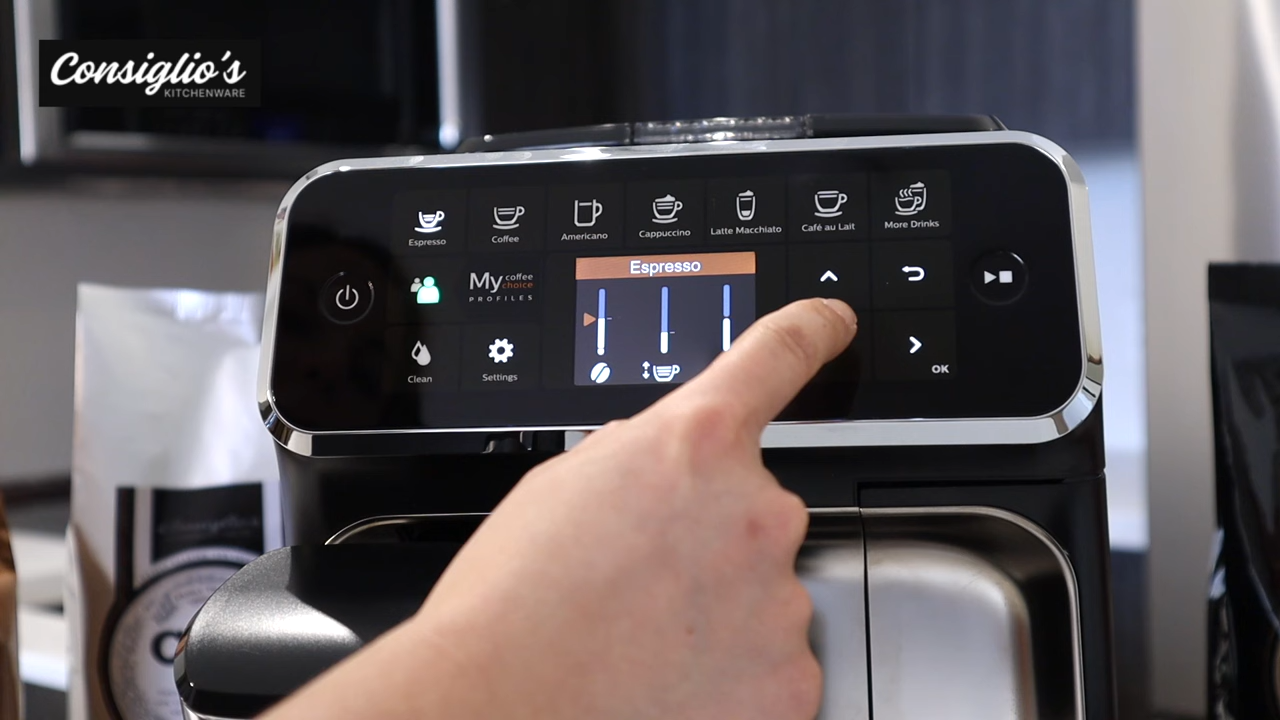 Consiglio's
KITCHENWARE
Espresso
Coffee
Americano
Cappuccino
Latte Macchiato
Café au Lait
More Drinks
My coffee choice
PROFILES
Espresso
Clean
Settings
OK